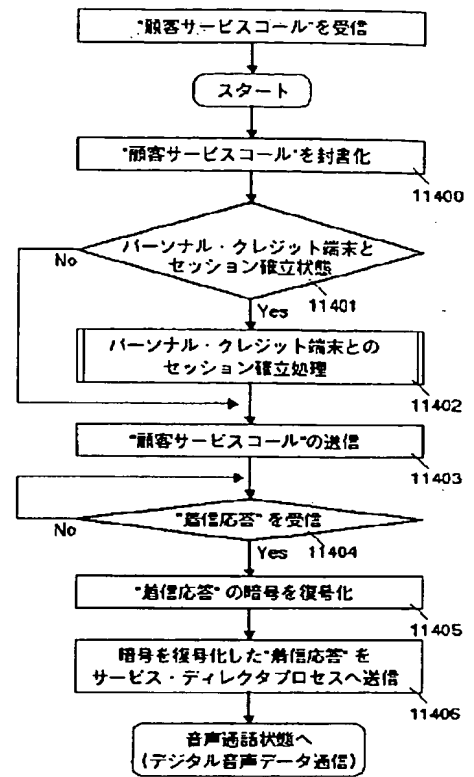 "顧客サービスコール"を受信
スタート
"顧客サービスコール"を封書化
11400
パーソナル・クレジット端末と
セッション確立状態
No
11401
Yes
パーソナル・クレジット端末との
セッション確立処理
11402
"顧客サービスコール"の送信
11403
"着信応答"を受信
No
11404
Yes
"着信応答"の暗号を復号化
11405
暗号を復号化した"着信応答"を
サービス・ディレクタプロセスへ送信
11406
音声通話状態へ
(デジタル音声データ通信)